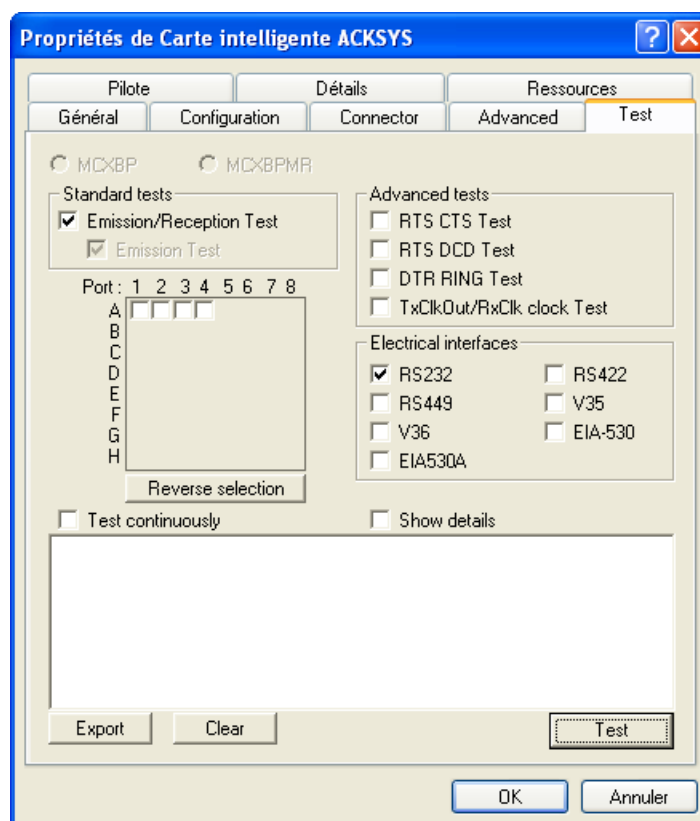 Propriétés de Carte intelligente ACKSYS
Pilote Détails Ressources
Général Configuration Connector Advanced Test
MCXBP MCXBPMR
Standard tests
Emission/Reception Test
Emission Test
Port : 1 2 3 4 5 6 7 8
A
B
C
D
E
F
G
H
Reverse selection
Advanced tests
RTS CTS Test
RTS DCD Test
DTR RING Test
TxClkOut/RxClk clock Test
Electrical interfaces
RS232 RS422
RS449 V35
V36 EIA-530
EIA530A
Test continuously Show details
Export Clear Test
OK Annuler